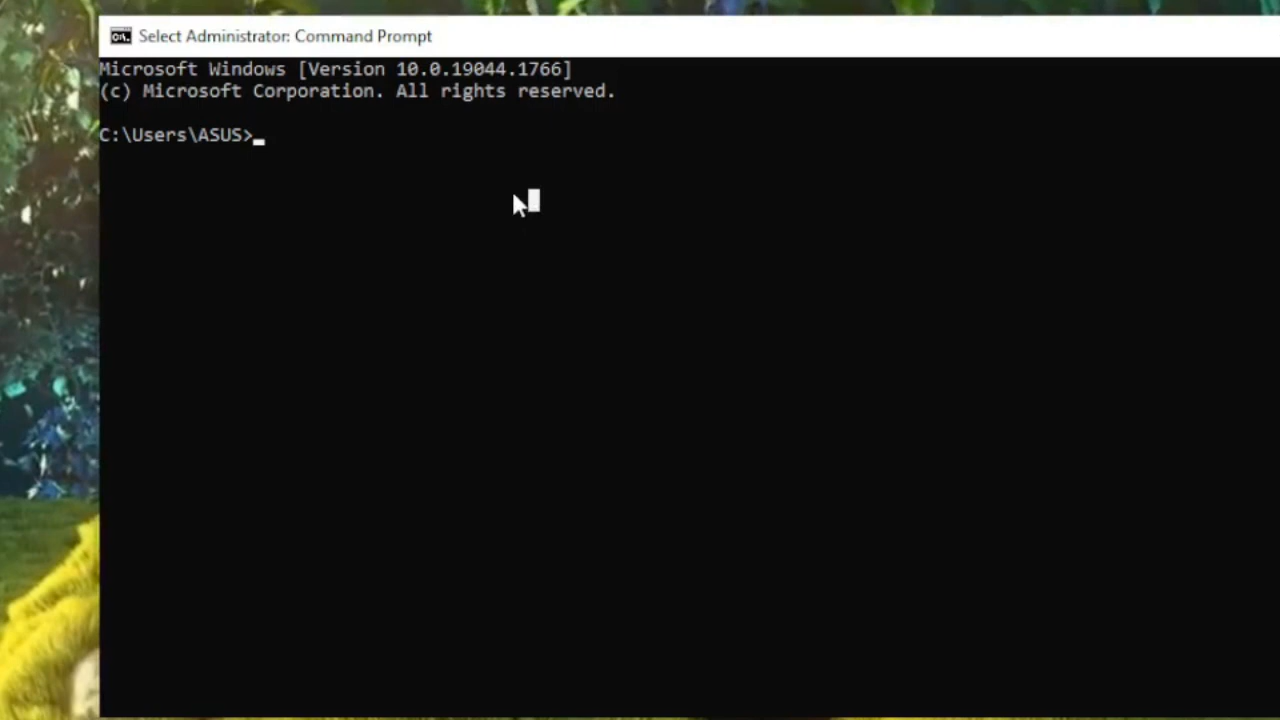 Select Administrator: Command Prompt
Microsoft Windows [Version 10.0.19044.1766]
(c) Microsoft Corporation. All rights reserved.
C:\Users\ASUS>